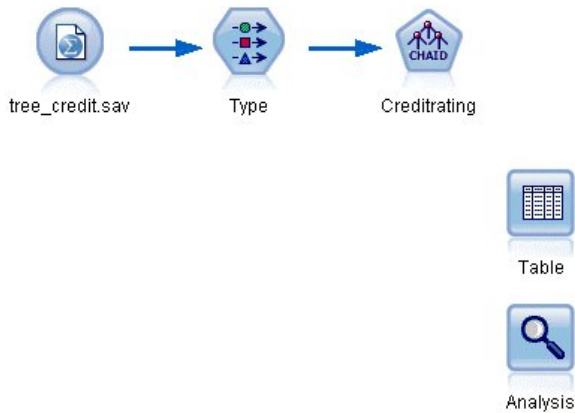 CHAID
tree_credit.sav
Type
Creditrating
Table
Analysis